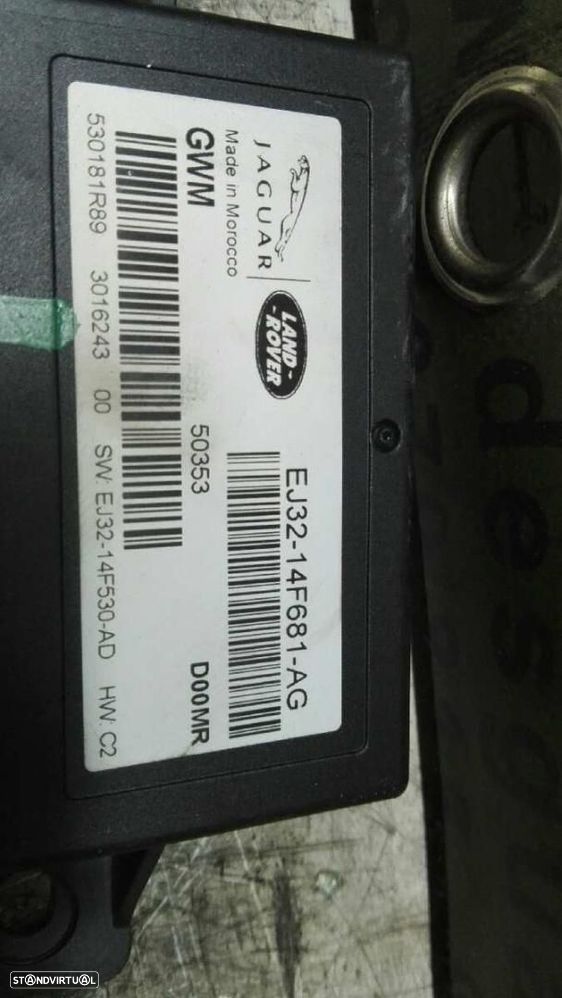 JAGUAR
LAND-
-ROVER
EJ32-14F681-AG
Made in Morocco
GWM
50353
D00MR
530181R89 3016243 00 SW: EJ32-14F530-AD HW: C2
des
STANDVIRTUAL